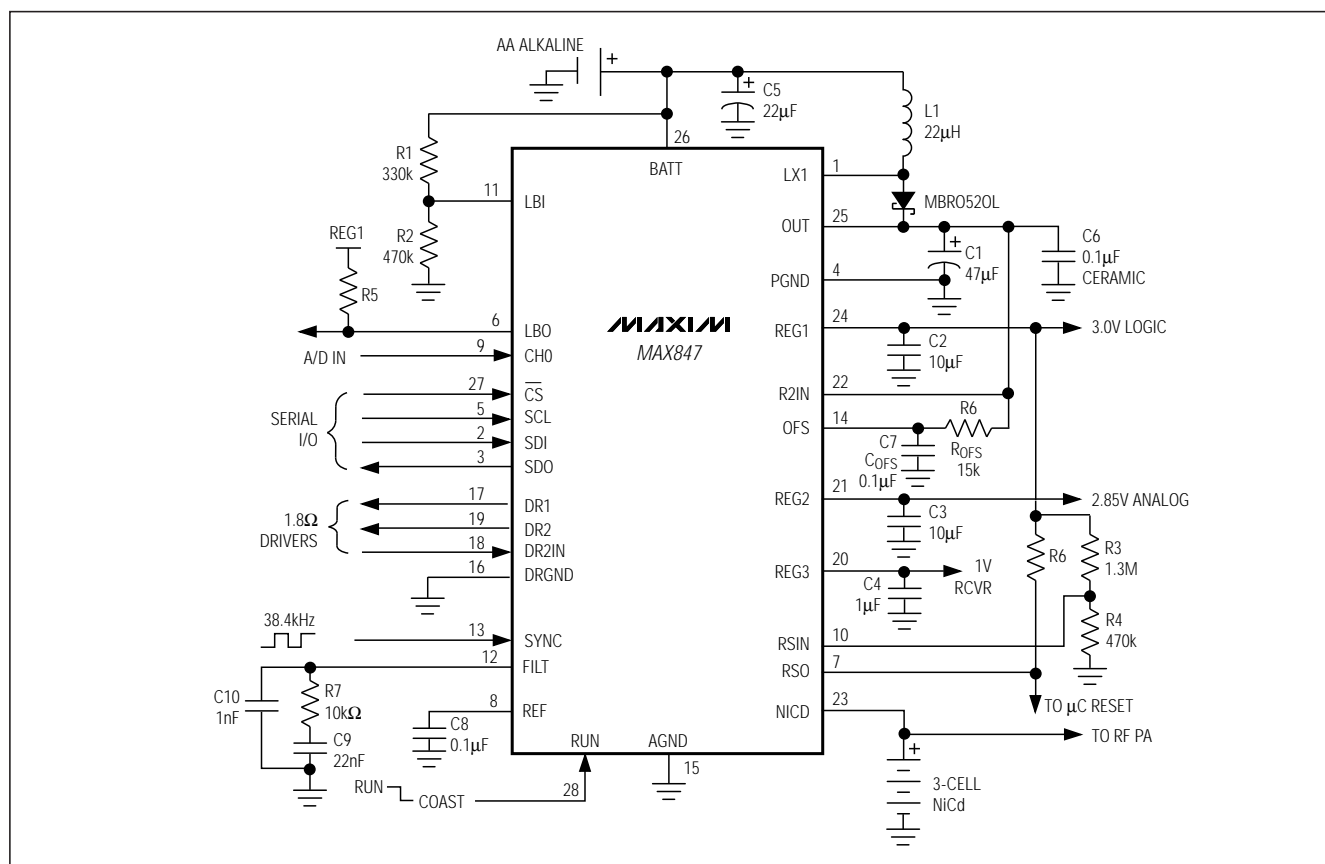 AA ALKALINE
+
+
C5
22µF
L1
22µH
26
BATT
R1
330k
11
LBI
LX1
1
MBRO52OL
OUT
25
REG1
R2
470k
R5
+
C1
47µF
C6
0.1µF
CERAMIC
PGND
4
MAXIM
MAX847
6
LBO
A/D IN
9
CH0
REG1
24
3.0V LOGIC
C2
10µF
27
CS
SERIAL
I/O
5
SCL
2
SDI
3
SDO
R2IN
22
OFS
14
R6
ROFS
15k
C7
COFS
0.1µF
17
DR1
1.8Ω
DRIVERS
19
DR2
18
DR2IN
16
DRGND
REG2
21
2.85V ANALOG
C3
10µF
R6
R3
1.3M
REG3
20
1V
RCVR
C4
1µF
38.4kHz
13
SYNC
12
FILT
RSIN
10
R4
470k
RSO
7
TO µC RESET
C10
1nF
R7
10kΩ
C9
22nF
8
REF
C8
0.1µF
NICD
23
TO RF PA
RUN
AGND
15
+
3-CELL
NiCd
RUN
COAST
28